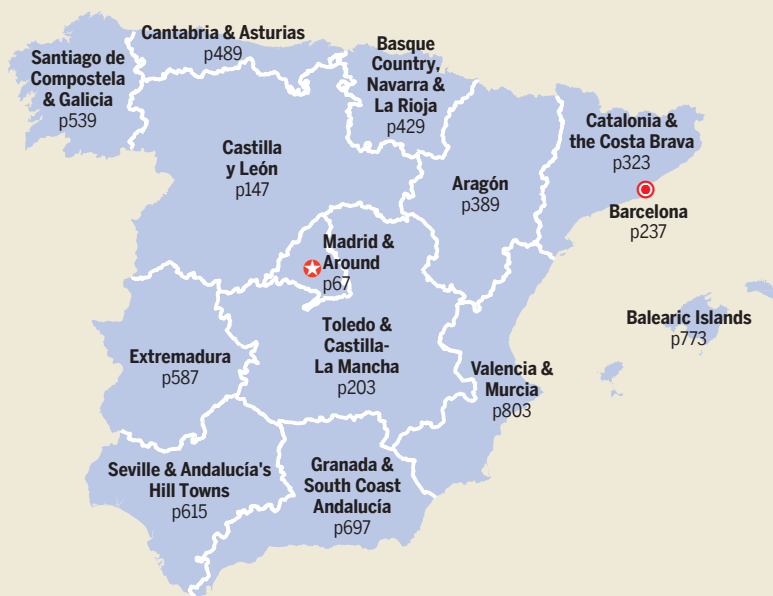 Cantabria & Asturias
p489
Santiago de
Compostela
& Galicia
p539
Basque
Country,
Navarra &
La Rioja
p429
Castilla
y León
p147
Aragón
p389
Catalonia &
the Costa Brava
p323
Barcelona
p237
Madrid &
Around
p67
Balearic Islands
p773
Toledo &
Castilla-
La Mancha
p203
Extremadura
p587
Valencia &
Murcia
p803
Seville & Andalucía's
Hill Towns
p615
Granada &
South Coast
Andalucía
p697